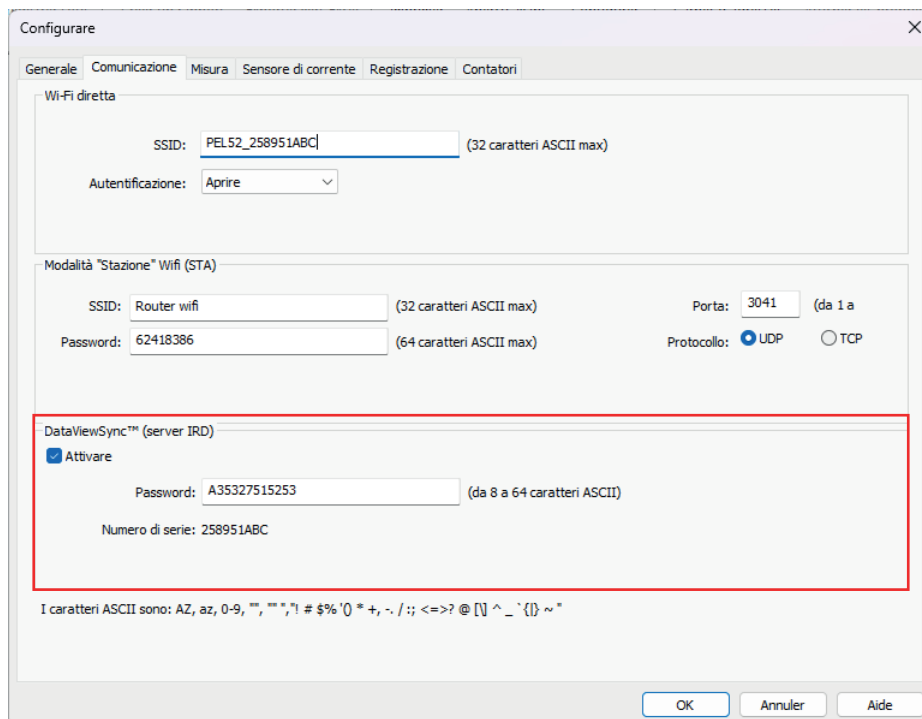 Configurare
Generale Comunicazione Misura Sensore di corrente Registrazione Contatori
Wi-Fi diretta
SSID: PEL52_258951ABC (32 caratteri ASCII max)
Autentificazione: Aprire
Modalità "Stazione" Wifi (STA)
SSID: Router wifi (32 caratteri ASCII max) Porta: 3041 (da 1 a
Password: 62418386 (64 caratteri ASCII max) Protocollo: UDP TCP
DataViewSync™ (server IRD)
Attivare
Password: A35327515253 (da 8 a 64 caratteri ASCII)
Numero di serie: 258951ABC
I caratteri ASCII sono: AZ, az, 0-9, "", "" ","! # $% '() * +, -. / :; <=>? @ [\] ^ _ `{|} ~ "
OK Annuler Aide